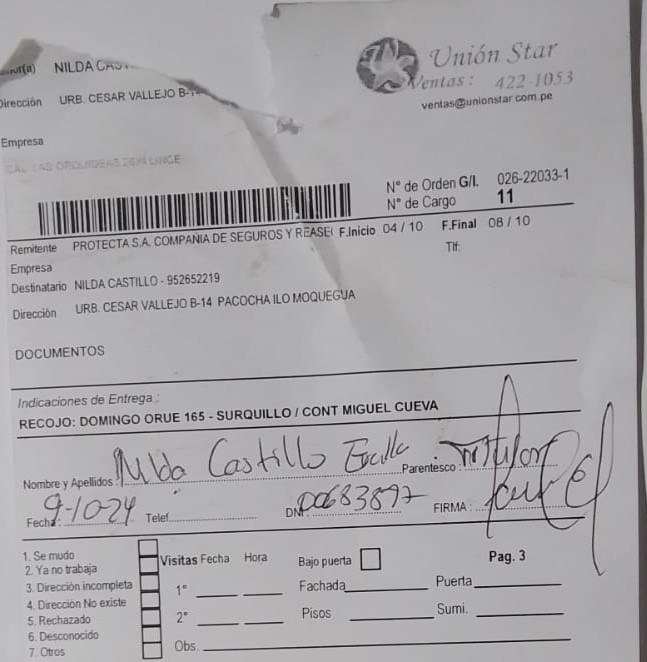 NILDA
Unión Star
Ventas: 422-1053
ventas@unionstar.com.pe
Dirección URB. CESAR VALLEJO
Empresa
N° de Orden G/I. 026-22033-1
N° de Cargo 11
Remitente PROTECTA S.A. COMPAÑIA DE SEGUROS Y REASE F.Inicio 04 / 10 F.Final 08 / 10
Empresa Tlf:
Destinatario NILDA CASTILLO - 952652219
Dirección URB. CESAR VALLEJO B-14 PACOCHA ILO MOQUEGUA
DOCUMENTOS
Indicaciones de Entrega :
RECOJO: DOMINGO ORUE 165 - SURQUILLO / CONT MIGUEL CUEVA
Nombre y Apellidos : Nilda Castillo Parentesco : Titular
Fecha : 9-10-24 Telef. DNI : 00683897 FIRMA :
1. Se mudo Visitas Fecha Hora Bajo puerta Pag. 3
2. Ya no trabaja
3. Dirección incompleta 1° Fachada Puerta
4. Dirección No existe
5. Rechazado 2° Pisos Sumi.
6. Desconocido
7. Otros Obs.